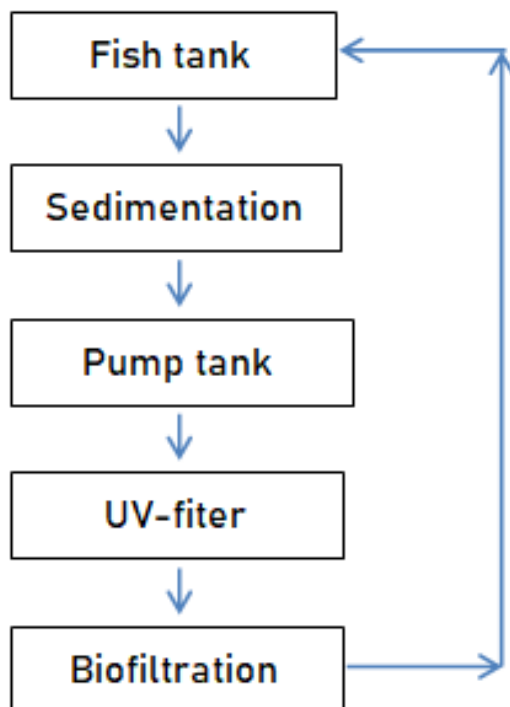 Fish tank
Sedimentation
Pump tank
UV-fiter
Biofiltration